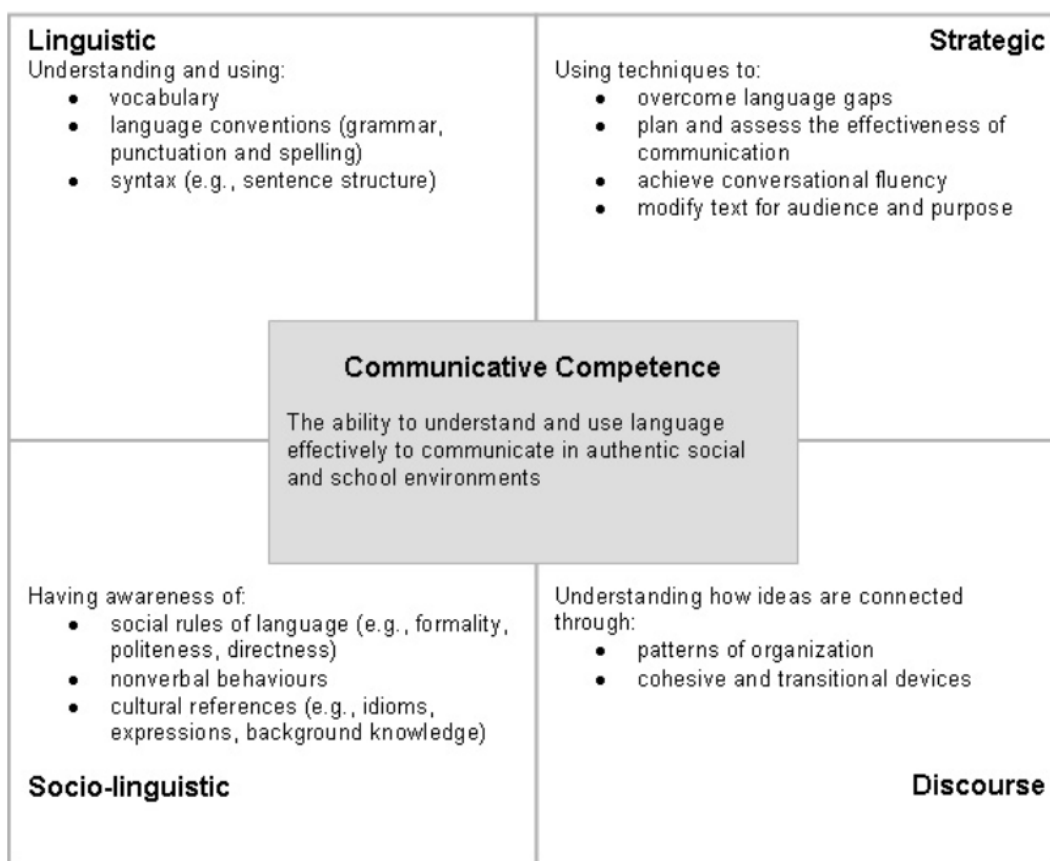 Linguistic
Understanding and using:
• vocabulary
• language conventions (grammar,
punctuation and spelling)
• syntax (e.g., sentence structure)
Strategic
Using techniques to:
• overcome language gaps
• plan and assess the effectiveness of
communication
• achieve conversational fluency
• modify text for audience and purpose
Communicative Competence
The ability to understand and use language
effectively to communicate in authentic social
and school environments
Having awareness of:
• social rules of language (e.g., formality,
politeness, directness)
• nonverbal behaviours
• cultural references (e.g., idioms,
expressions, background knowledge)
Socio-linguistic
Understanding how ideas are connected
through:
• patterns of organization
• cohesive and transitional devices
Discourse